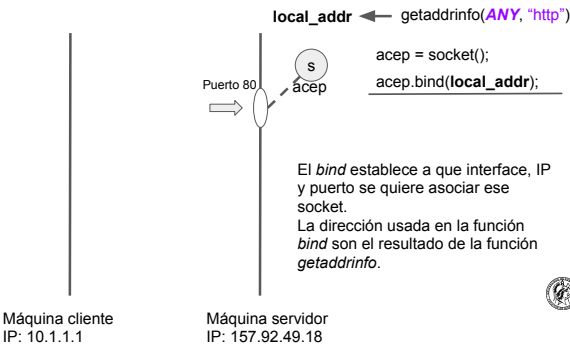 local_addr getaddrinfo(ANY, “http”)
acep = socket();
s
Puerto 80
acep
acep.bind(local_addr);
El bind establece a que interface, IP
y puerto se quiere asociar ese
socket.
La dirección usada en la función
bind son el resultado de la función
getaddrinfo.
Máquina cliente
IP: 10.1.1.1
Máquina servidor
IP: 157.92.49.18